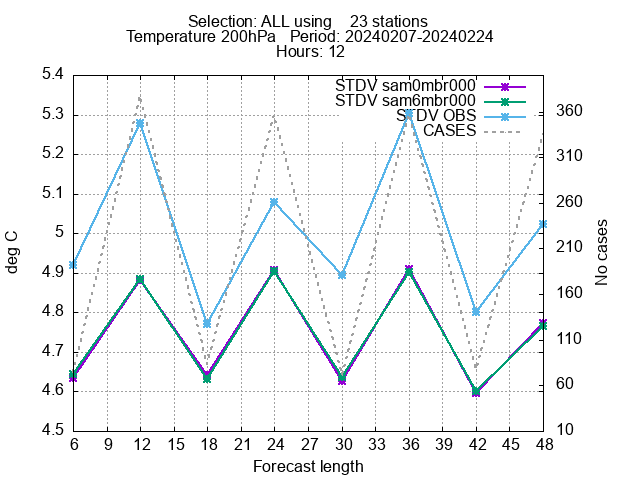 Selection: ALL using    23 stations
Temperature 200hPa   Period: 20240207-20240224
Hours: 12
STDV sam0mbr000
STDV sam6mbr000
STDV OBS
CASES
5.4
5.3
5.2
5.1
5
4.9
4.8
4.7
4.6
4.5
deg C
360
310
260
210
160
110
60
10
No cases
6 12 15 18 21 24 27 30 33 36 39 42 45 48
9
Forecast length